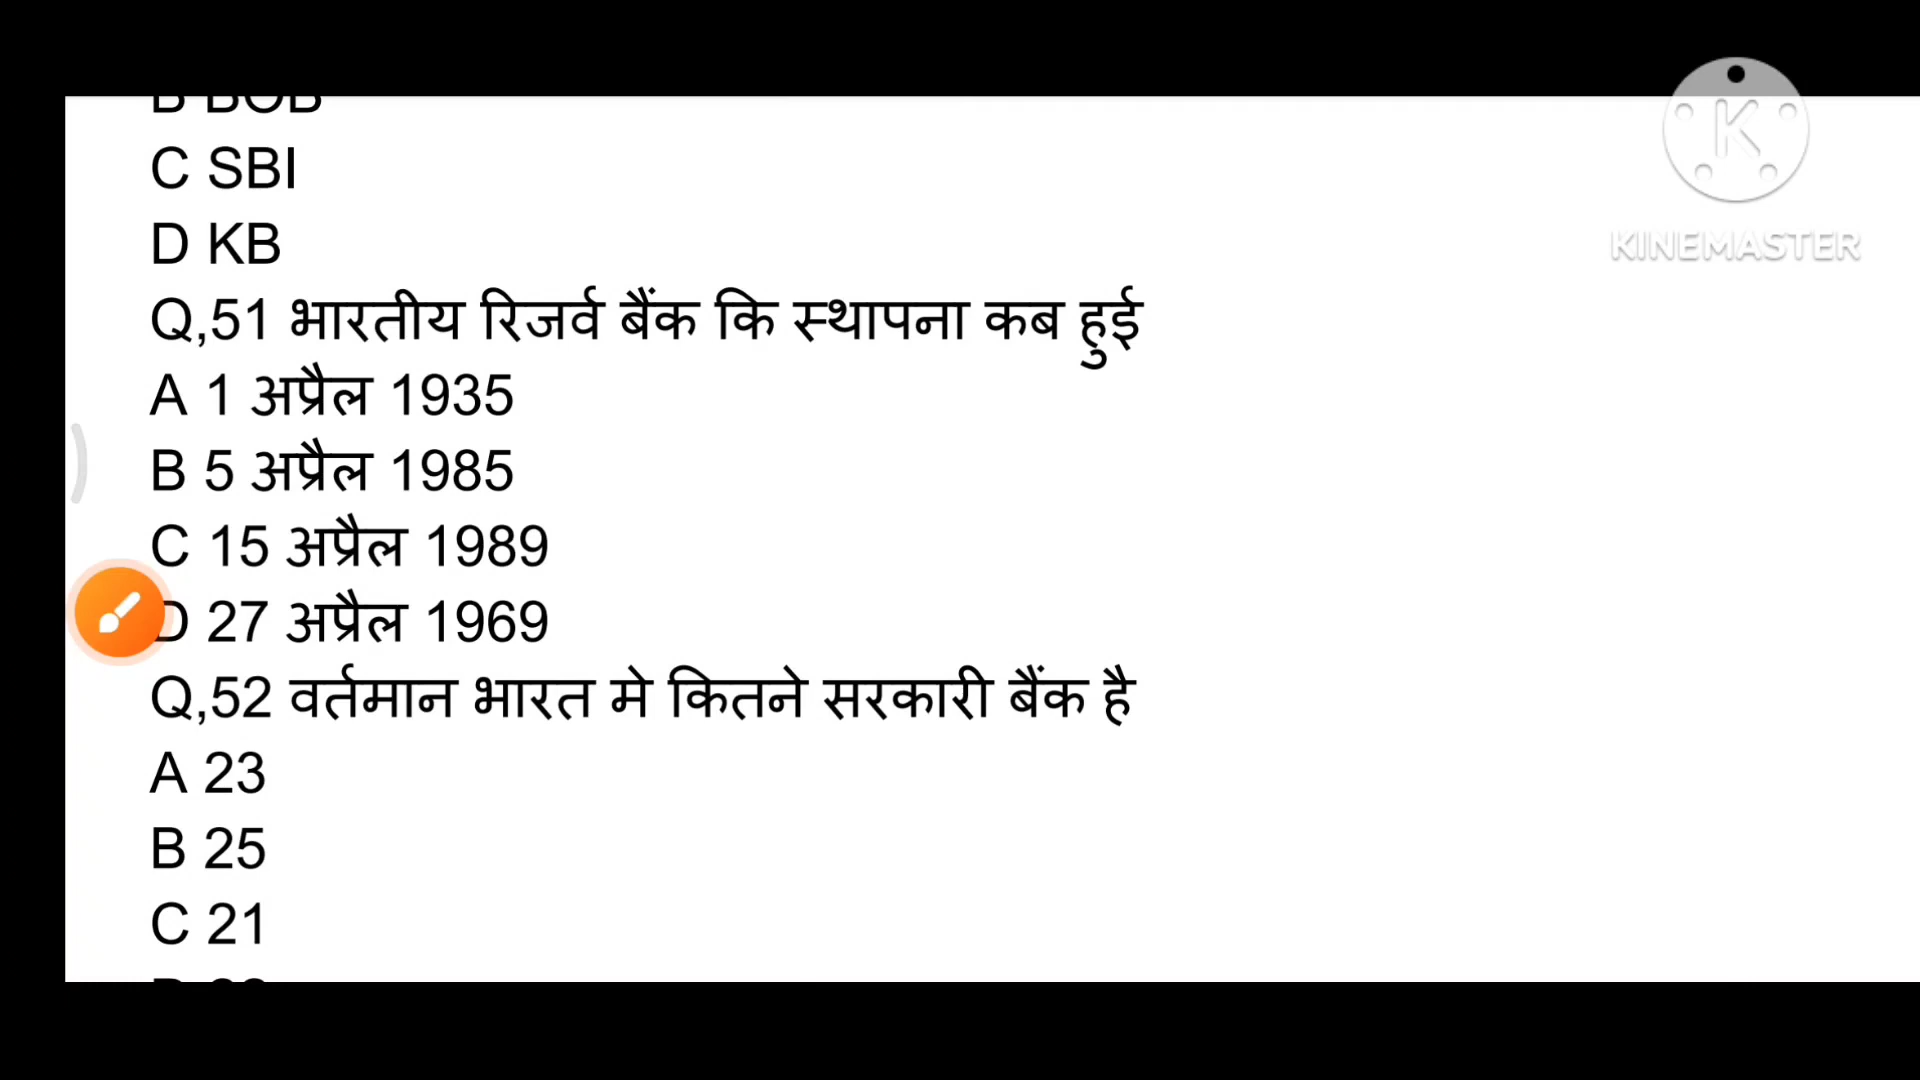 B BOB
C SBI
D KB
Q,51 भारतीय रिजर्व बैंक कि स्थापना कब हुई
A 1 अप्रैल 1935
B 5 अप्रैल 1985
C 15 अप्रैल 1989
D 27 अप्रैल 1969
Q,52 वर्तमान भारत मे कितने सरकारी बैंक है
A 23
B 25
C 21
K
KINEMASTER